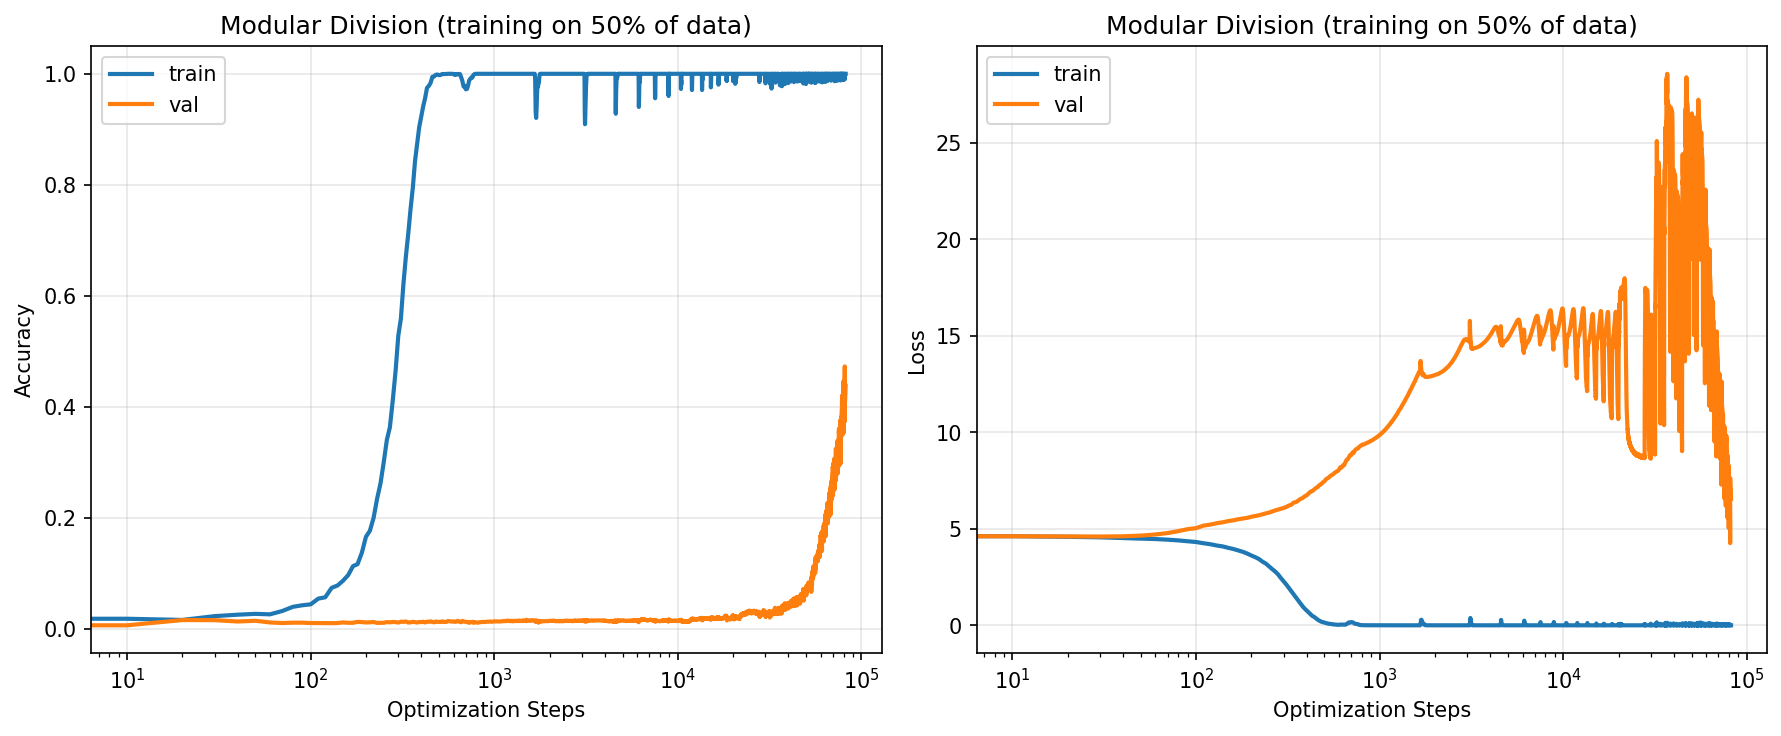 Modular Division (training on 50% of data)
train
val
1.0
0.8
0.6
0.4
0.2
0.0
Accuracy
10¹
10²
10³
10⁴
10⁵
Optimization Steps
Modular Division (training on 50% of data)
train
val
25
20
15
10
5
0
Loss
10¹
10²
10³
10⁴
10⁵
Optimization Steps